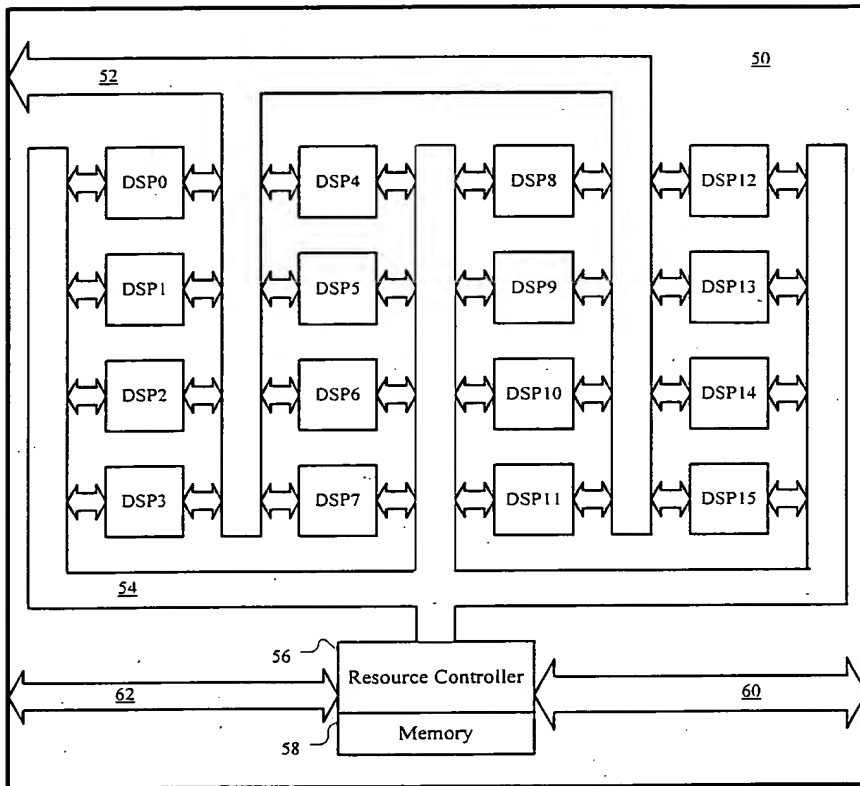 52
50
DSP0 DSP4 DSP8 DSP12
DSP1 DSP5 DSP9 DSP13
DSP2 DSP6 DSP10 DSP14
DSP3 DSP7 DSP11 DSP15
54
56
Resource Controller
62
60
58
Memory